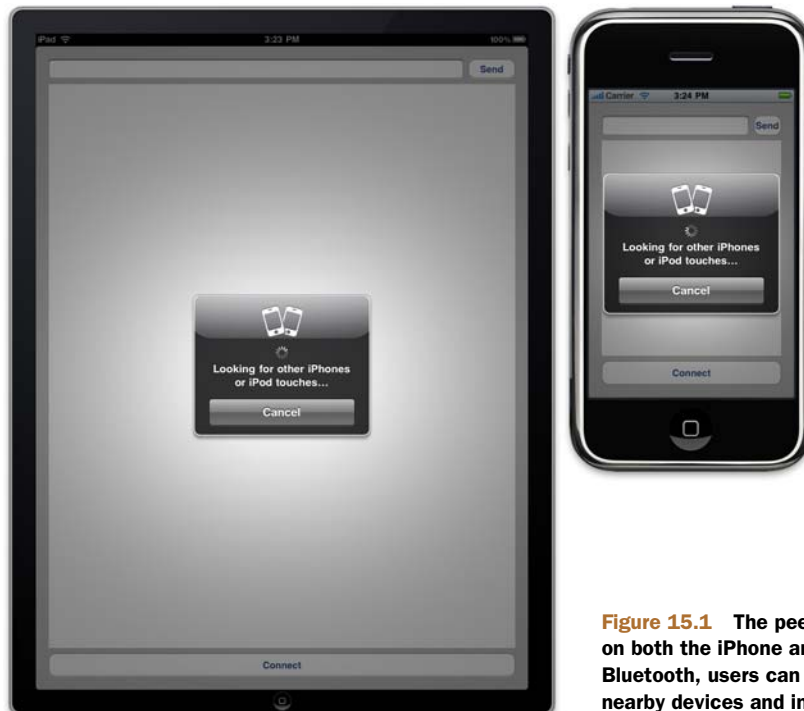 iPad 3:23 PM 100%
Send
Looking for other iPhones
or iPod touches...
Cancel
Connect
Carrier 3:24 PM
Send
Looking for other iPhones
or iPod touches...
Cancel
Connect
Figure 15.1 The pee
on both the iPhone a
Bluetooth, users can
nearby devices and i